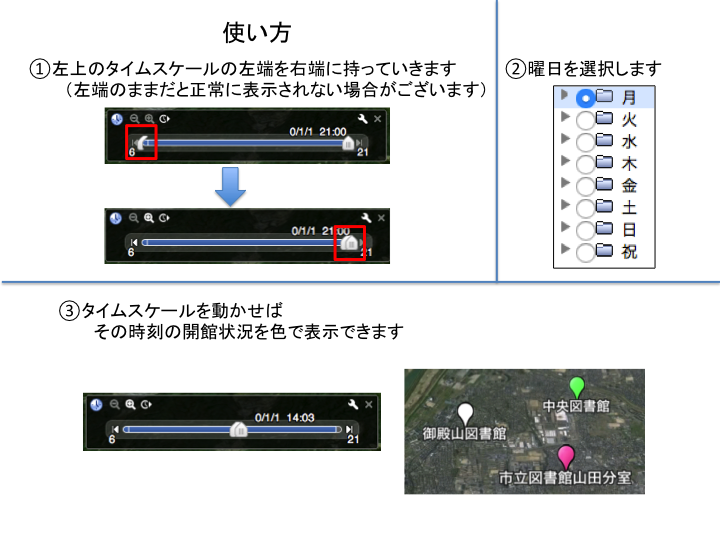 使い方
①左上のタイムスケールの左端を右端に持っていきます
（左端のままだと正常に表示されない場合がございます）
0/1/1 21:00
6
21
0/1/1 21:00
6
21
②曜日を選択します
月
火
水
木
金
土
日
祝
③タイムスケールを動かせば
その時刻の開館状況を色で表示できます
0/1/1 14:03
6
21
中央図書館
御殿山図書館
市立図書館山田分室